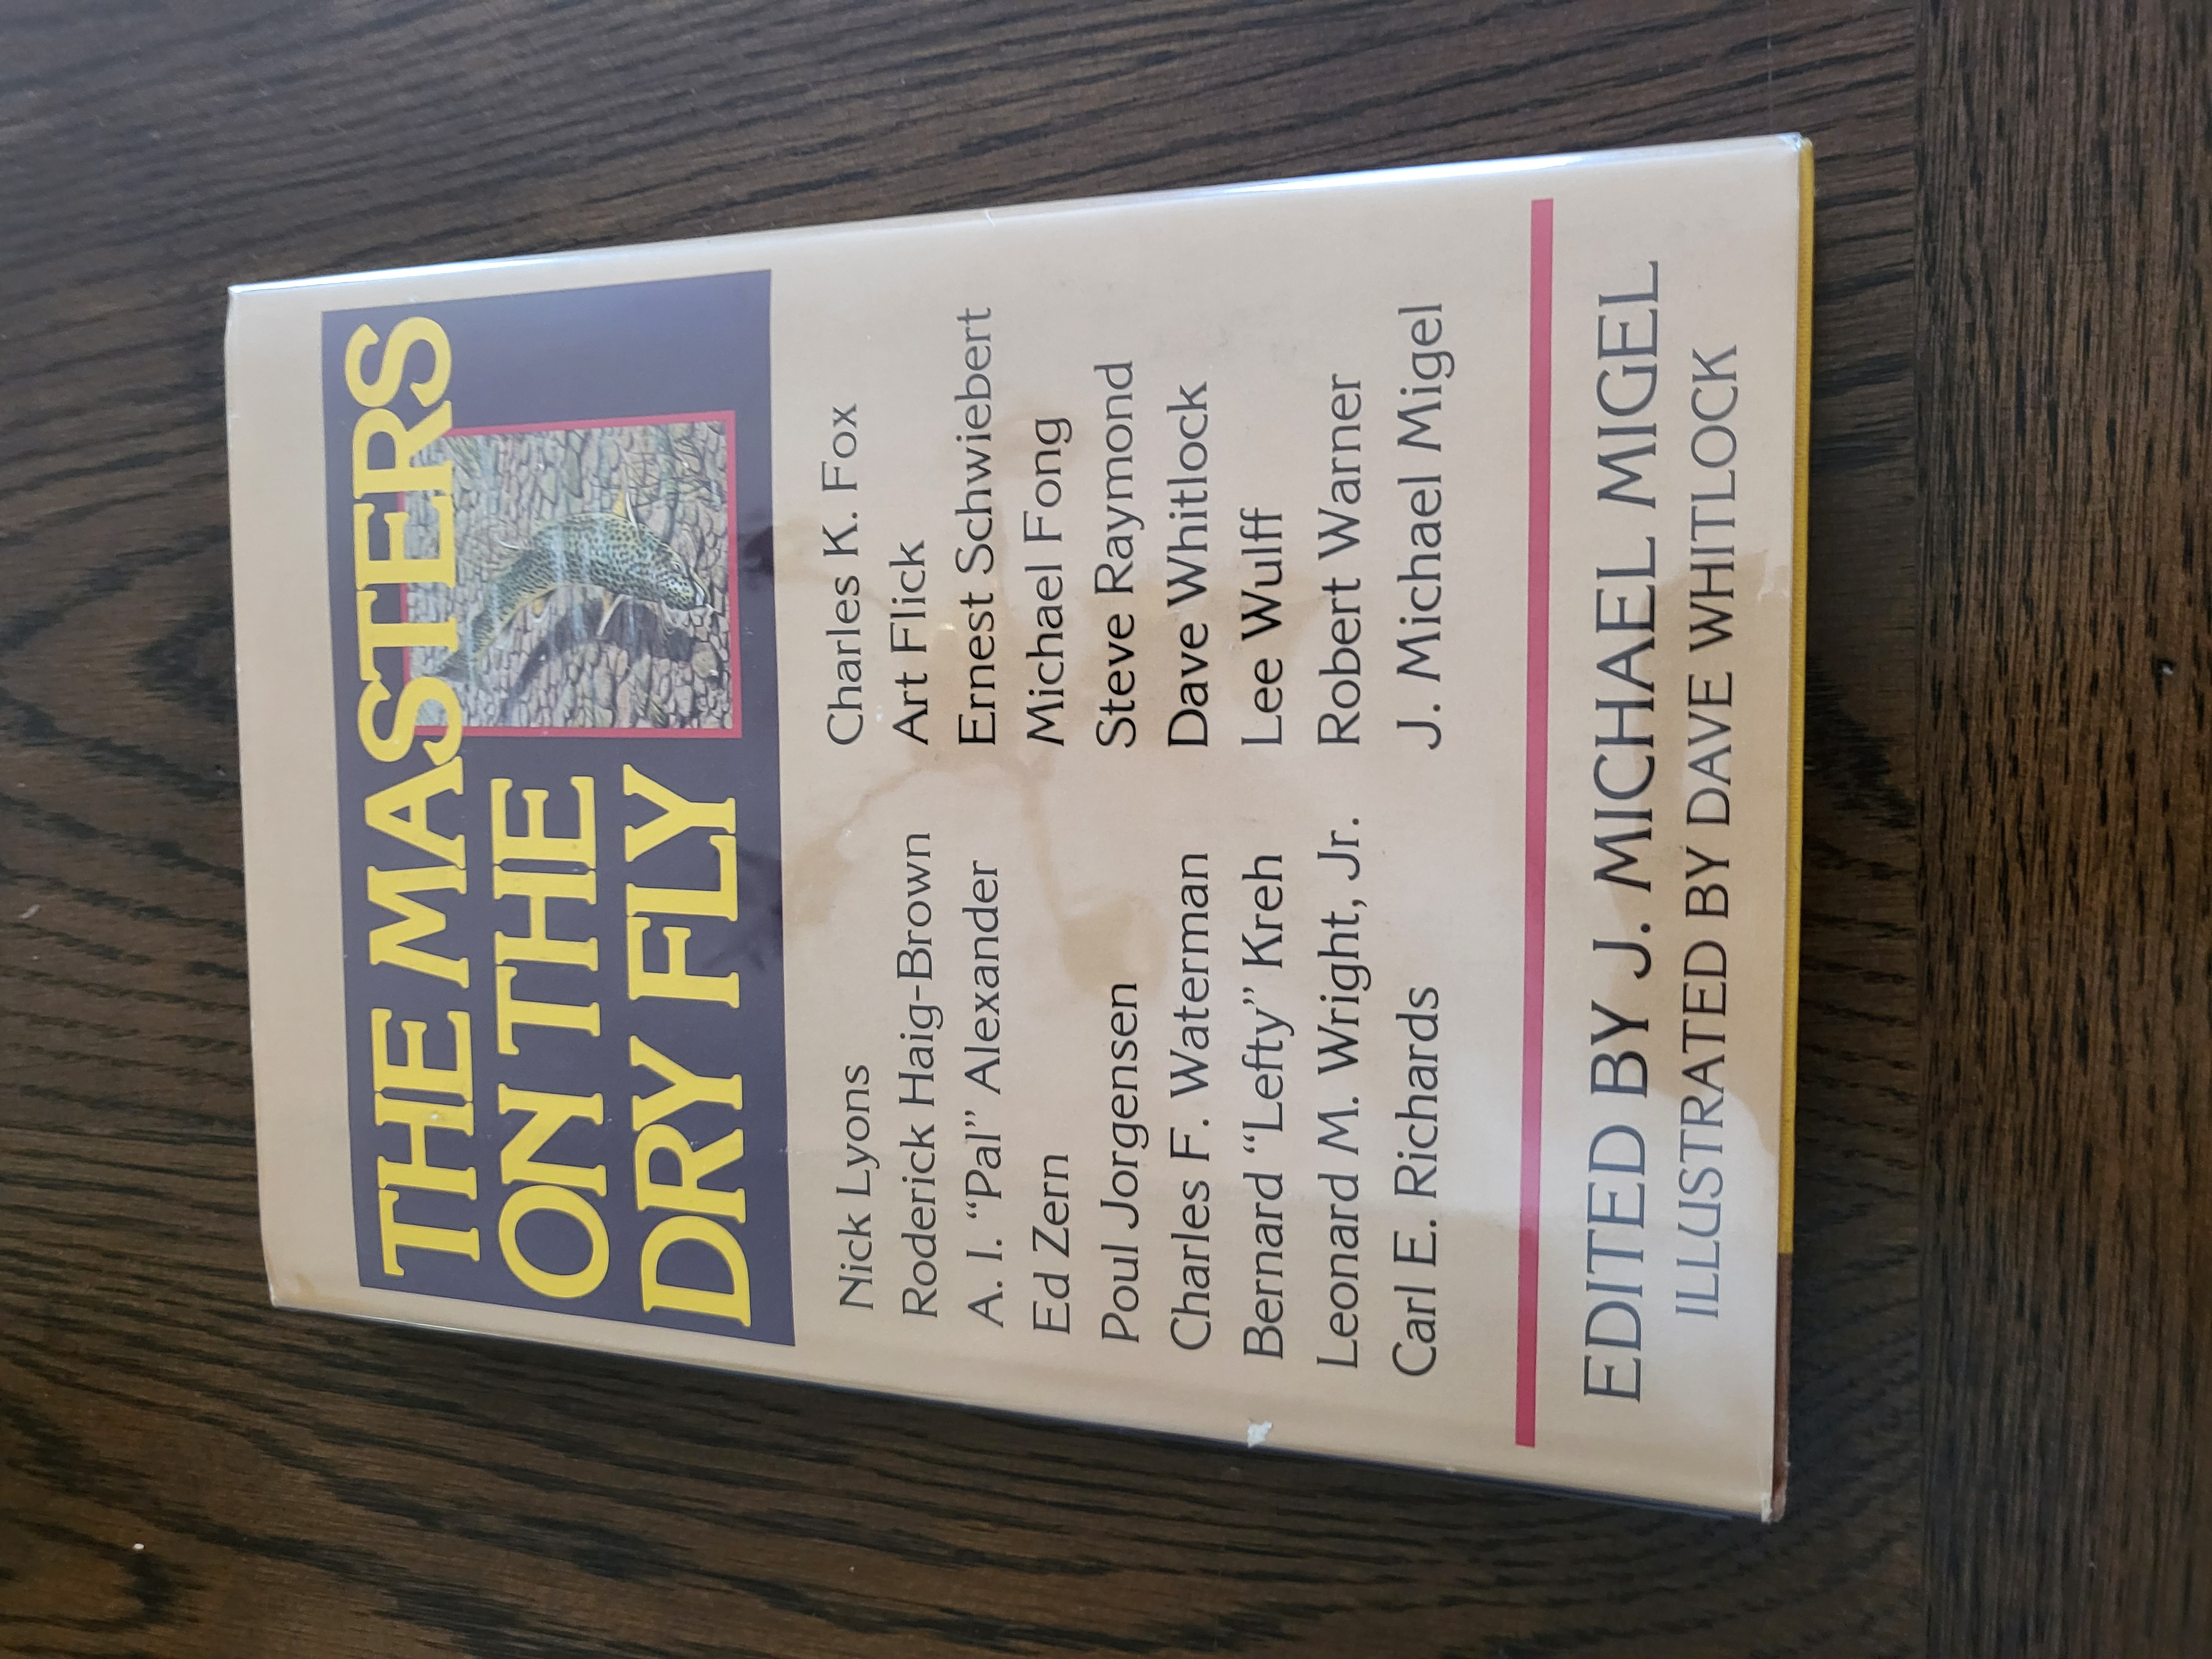 THE MASTERS
ON THE
DRY FLY
Nick Lyons
Roderick Haig-Brown
A. I. “Pal” Alexander
Ed Zern
Poul Jorgensen
Charles F. Waterman
Bernard “Lefty” Kreh
Leonard M. Wright, Jr.
Carl E. Richards
Charles K. Fox
Art Flick
Ernest Schwiebert
Michael Fong
Steve Raymond
Dave Whitlock
Lee Wulff
Robert Warner
J. Michael Migel
EDITED BY J. MICHAEL MIGEL
ILLUSTRATED BY DAVE WHITLOCK